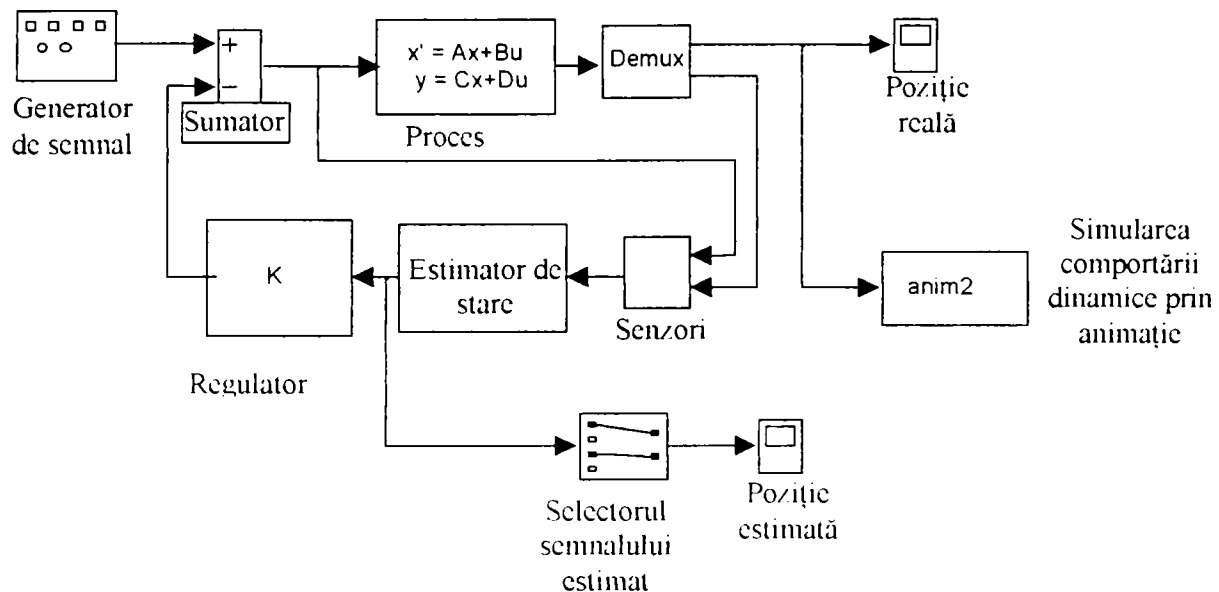 Generator
de semnal
+
−
Sumator
x' = Ax+Bu
y = Cx+Du
Proces
Demux
Poziție
reală
K
Regulator
Estimator de
stare
Senzori
anim2
Simularea
comportării
dinamice prin
animație
Selectorul
semnalului
estimat
Poziție
estimată